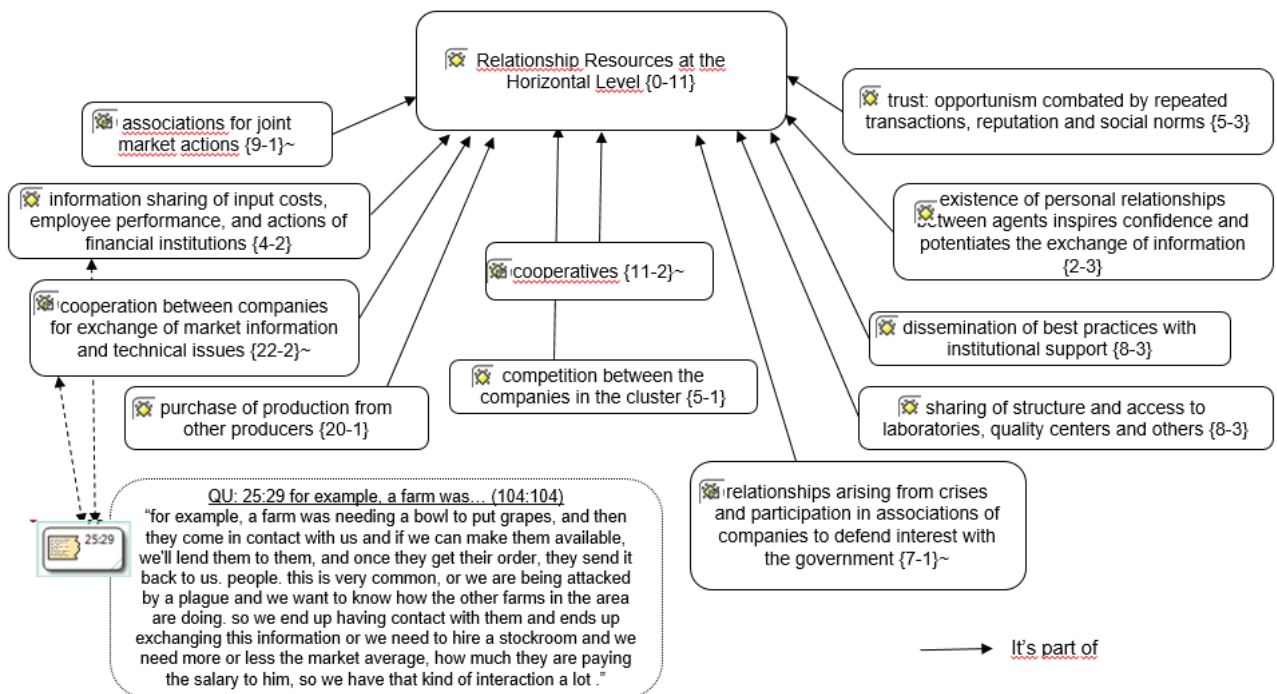 Relationship Resources at the
Horizontal Level {0-11}
associations for joint
market actions {9-1}~
information sharing of input costs,
employee performance, and actions of
financial institutions {4-2}
cooperation between companies
for exchange of market information
and technical issues {22-2}~
purchase of production from
other producers {20-1}
cooperatives {11-2}~
competition between the
companies in the cluster {5-1}
trust: opportunism combated by repeated
transactions, reputation and social norms {5-3}
existence of personal relationships
between agents inspires confidence and
potentiates the exchange of information
{2-3}
dissemination of best practices with
institutional support {8-3}
sharing of structure and access to
laboratories, quality centers and others {8-3}
relationships arising from crises
and participation in associations of
companies to defend interest with
the government {7-1}~
25:29
QU: 25:29 for example, a farm was... (104:104)
“for example, a farm was needing a bowl to put grapes, and then
they come in contact with us and if we can make them available,
we'll lend them to them, and once they get their order, they send it
back to us. people. this is very common, or we are being attacked
by a plague and we want to know how the other farms in the area
are doing. so we end up having contact with them and ends up
exchanging this information or we need to hire a stockroom and we
need more or less the market average, how much they are paying
the salary to him, so we have that kind of interaction a lot .”
It's part of